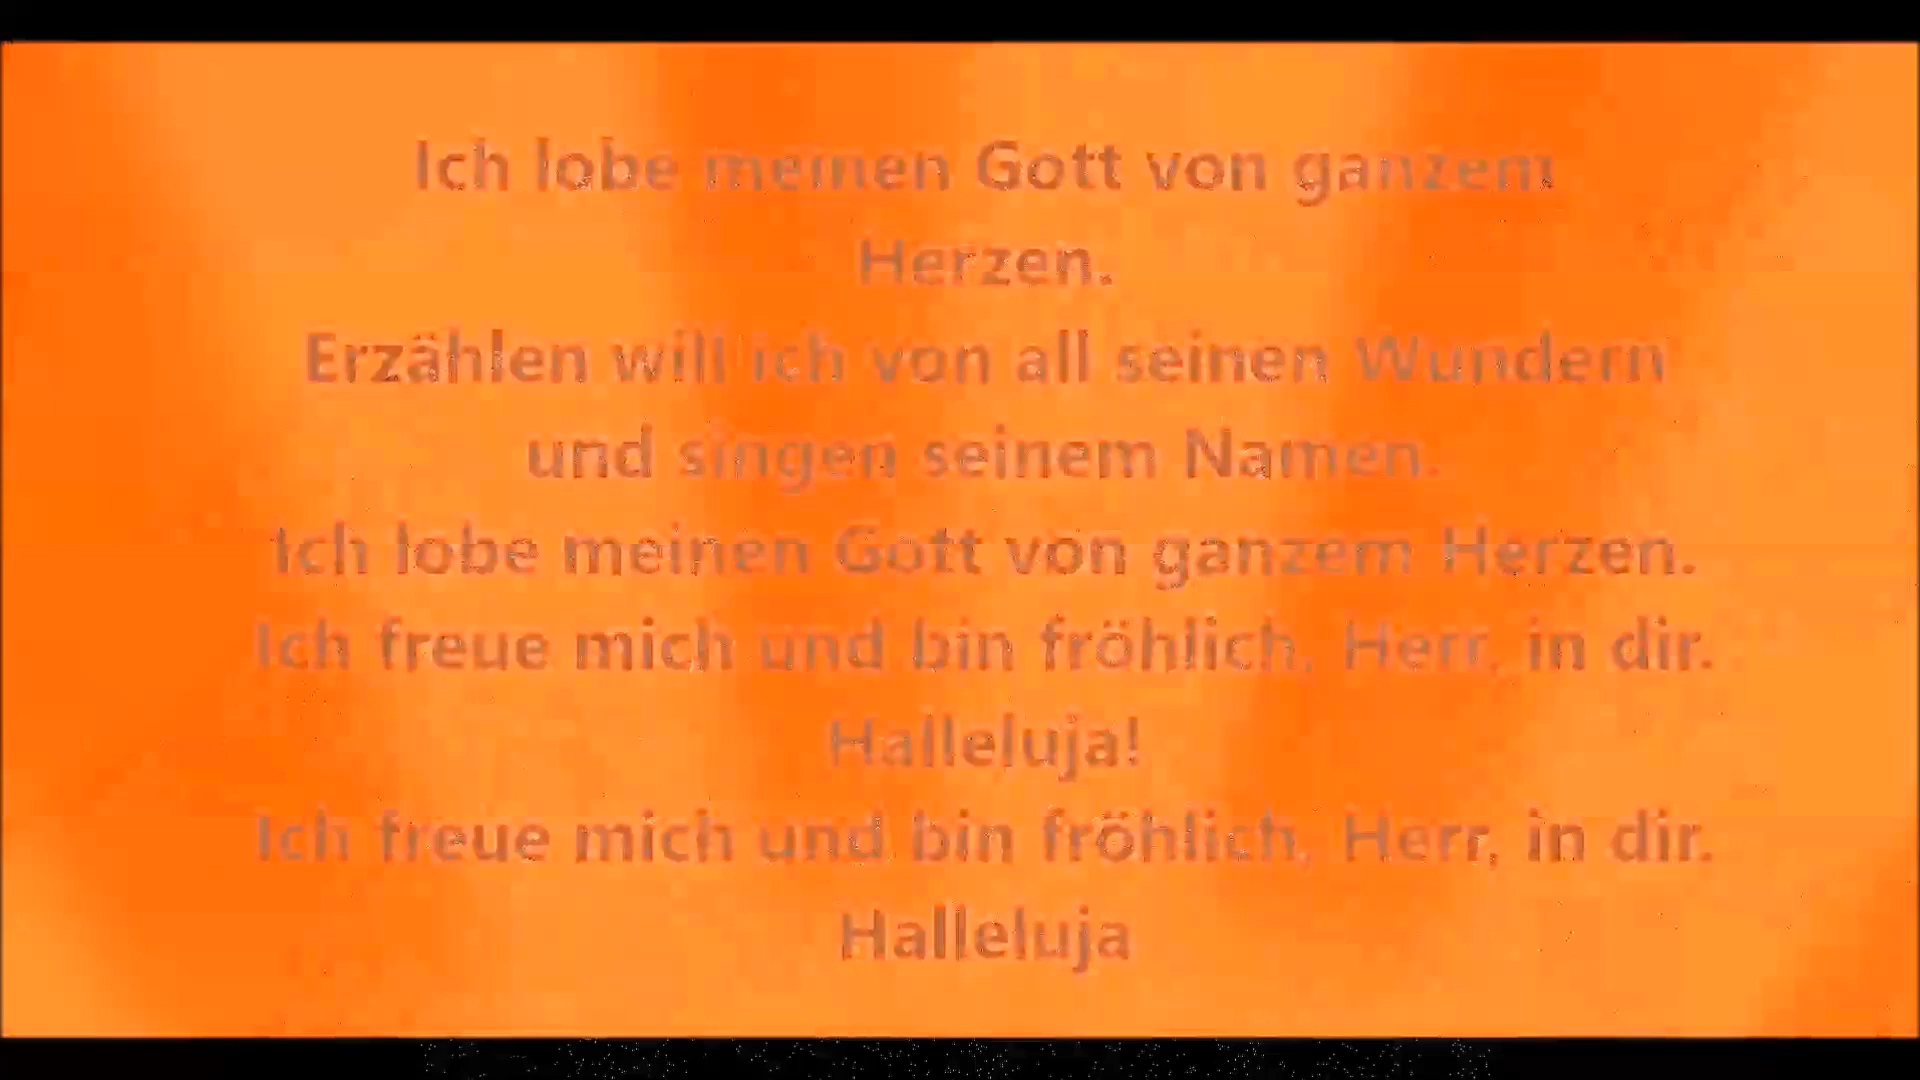 Ich lobe meinen Gott von ganzem
Herzen.
Erzählen will ich von all seinen Wundern
und singen seinem Namen.
Ich lobe meinen Gott von ganzem Herzen.
Ich freue mich und bin fröhlich, Herr, in dir.
Halleluja!
Ich freue mich und bin fröhlich, Herr, in dir.
Halleluja